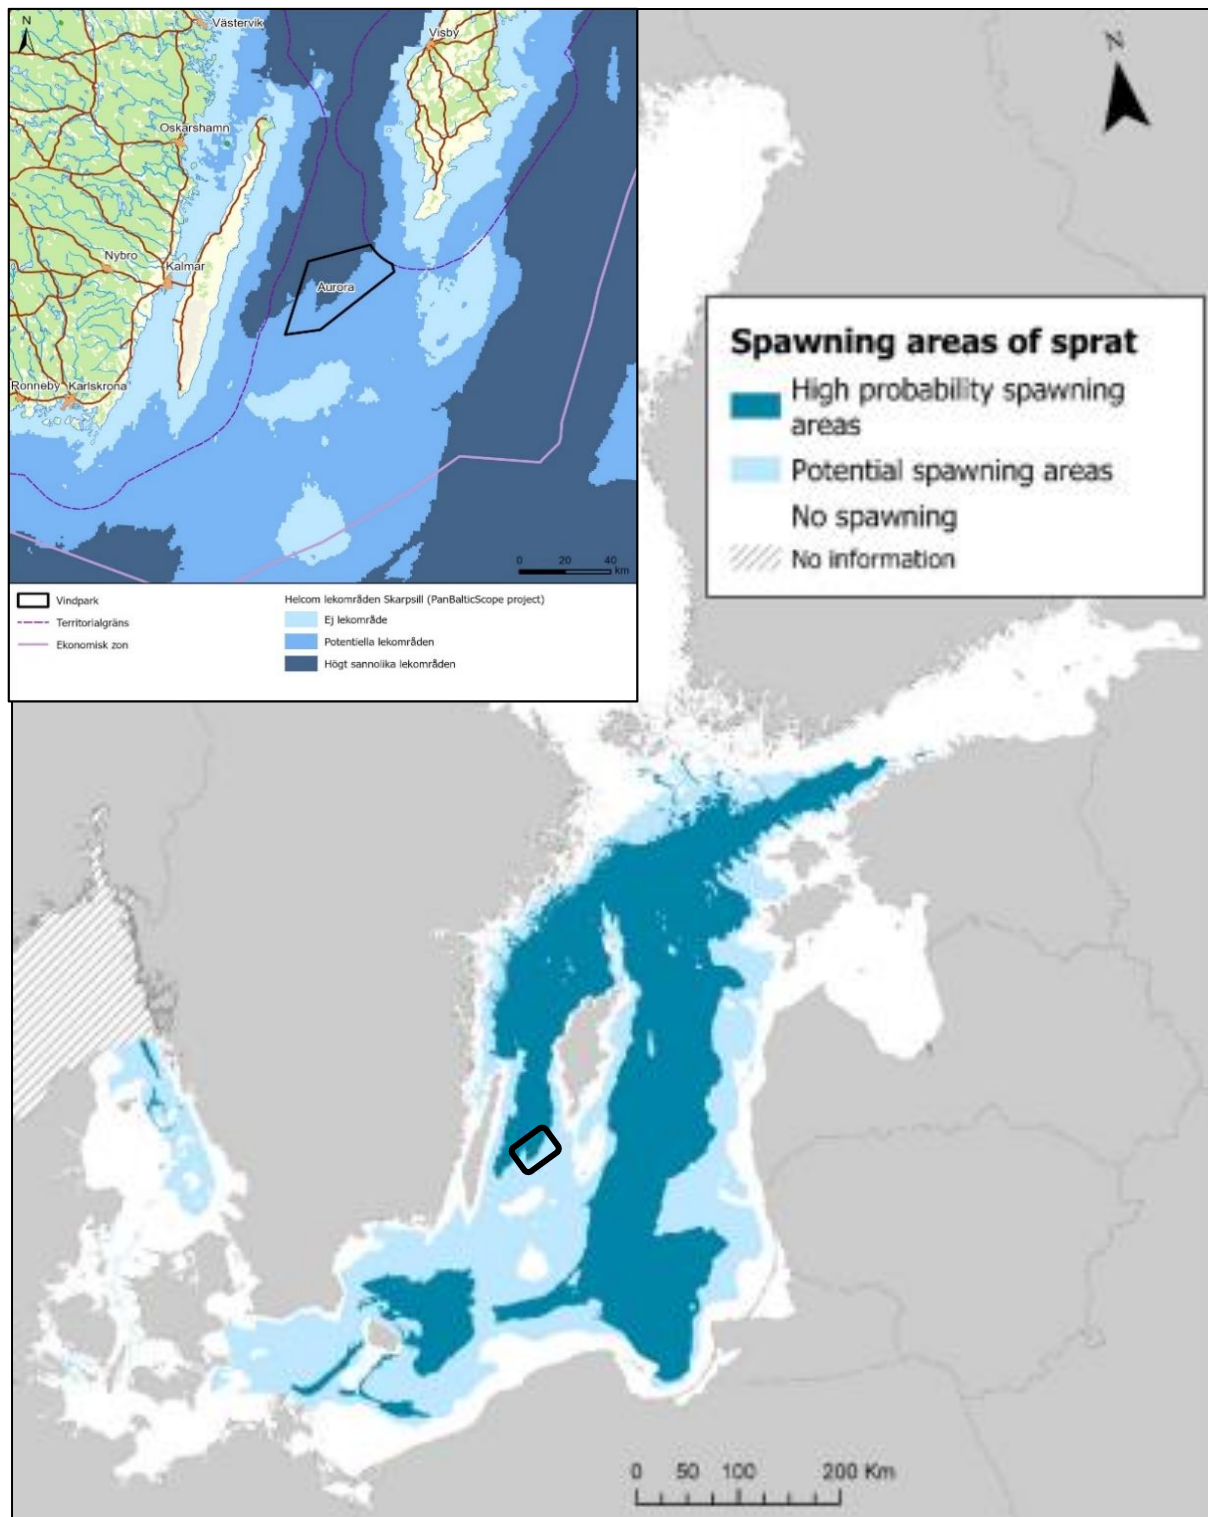 N
Västervik
Visby
Oskarshamn
Nybro
Kalmar
Aurora
Ronneby
Karlskrona
0 20 40
km
Vindpark
Territorialgräns
Ekonomisk zon
Helcom lekområden Skarpsill (PanBalticScope project)
Ej lekområde
Potentiella lekområden
Högt sannolika lekområden
N
Spawning areas of sprat
High probability spawning
areas
Potential spawning areas
No spawning
No information
0 50 100 200 Km